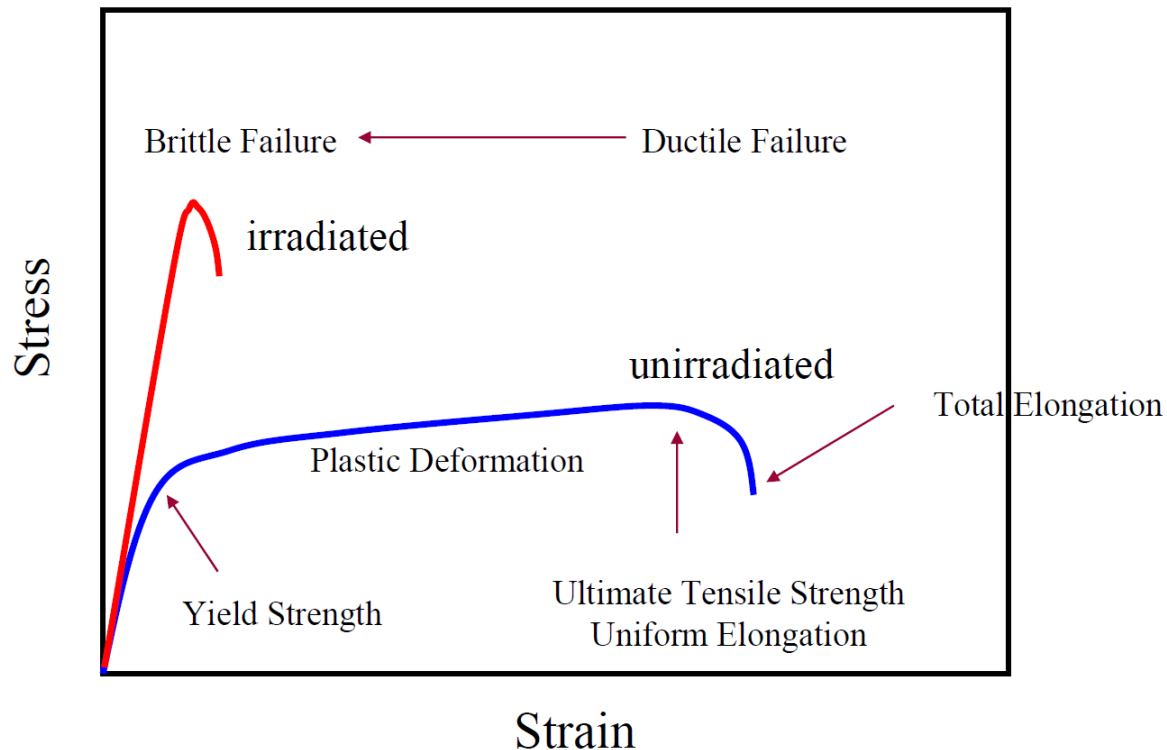 Brittle Failure
Ductile Failure
irradiated
unirradiated
Total Elongation
Plastic Deformation
Yield Strength
Ultimate Tensile Strength
Uniform Elongation
Stress
Strain